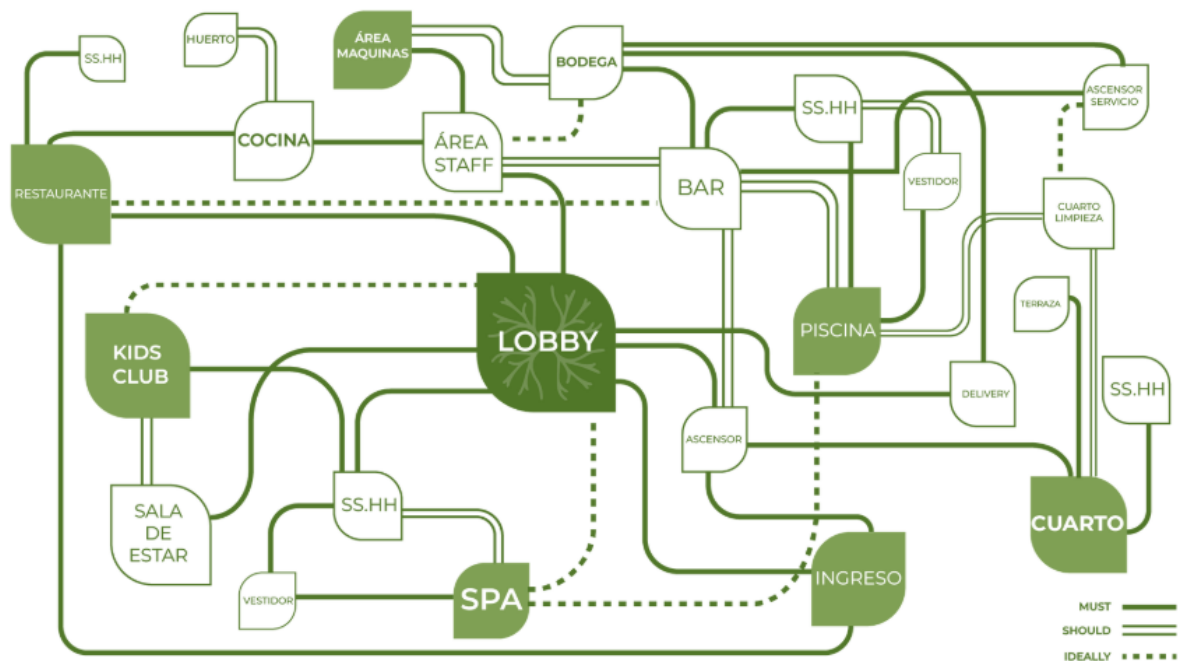 HUERTO
ÁREA
MAQUINAS
SS.HH
BODEGA
ASCENSOR
SERVICIO
SS.HH
COCINA
ÁREA
STAFF
BAR
VESTIDOR
RESTAURANTE
CUARTO
LIMPIEZA
TERRAZA
LOBBY
PISCINA
KIDS
CLUB
DELIVERY
SS.HH
ASCENSOR
SALA
DE
ESTAR
SS.HH
CUARTO
INGRESO
VESTIDOR
SPA
MUST
SHOULD
IDEALLY